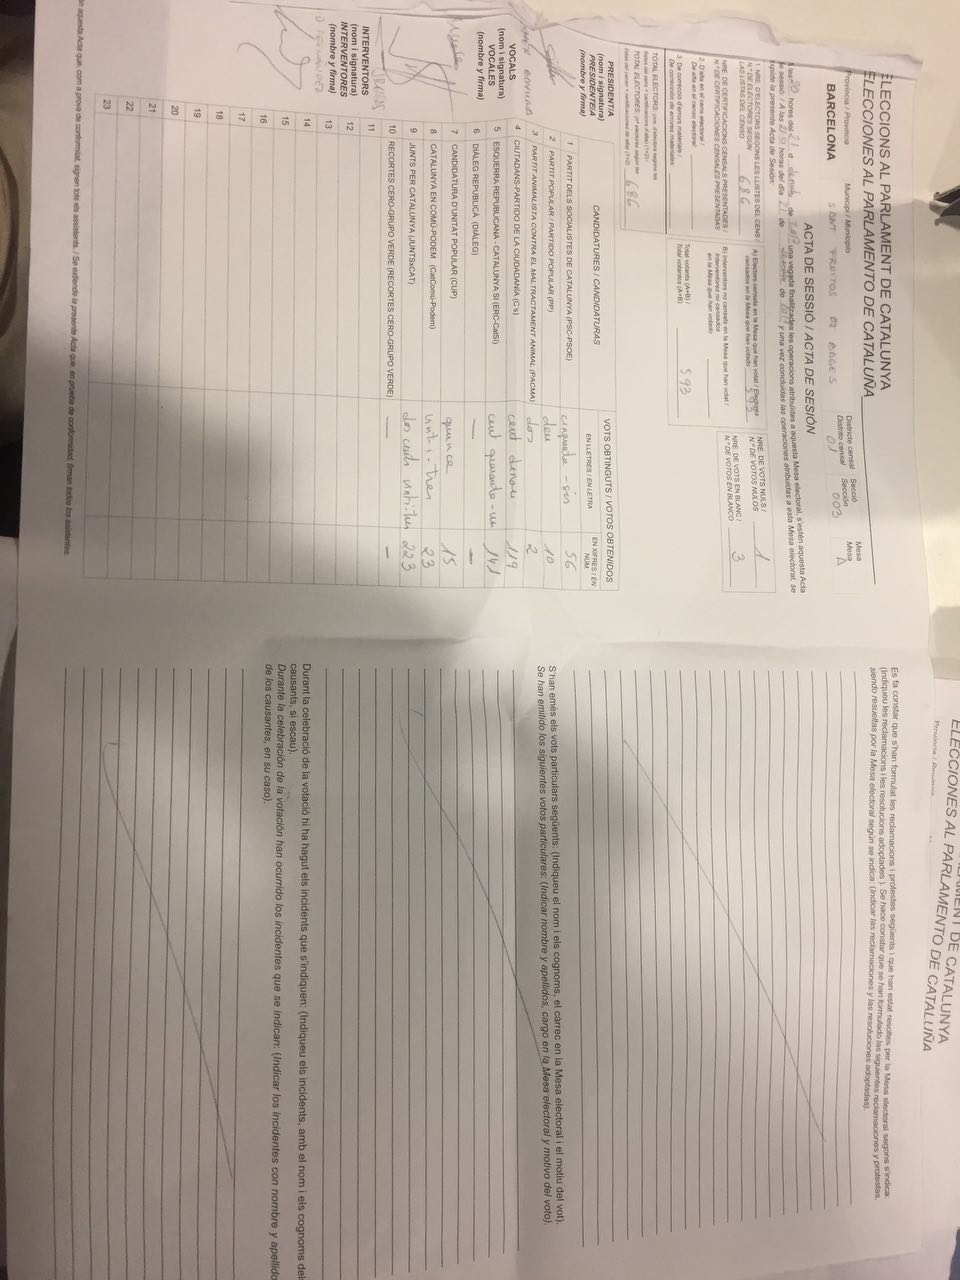 ELECCIONS AL PARLAMENT DE CATALUNYA
ELECCIONES AL PARLAMENTO DE CATALUÑA
Província / Provincia
Municipi / Municipio
Districte censal
Distrito censal
Secció
Sección
Mesa
Mesa
BARCELONA
SANT FRUITÓS DE BAGES
01
003
A
ACTA DE SESSIÓ / ACTA DE SESIÓN
hores del 21 d de 2017 una vegada finalitzades les operacions atribuïdes a aquesta Mesa electoral, s'estén aquesta Acta
de sessió / A las horas del día 21 de de 2017 y una vez concluidas las operaciones atribuidas a esta Mesa electoral, se
expide la presente Acta de Sesión:
1. NRE. D'ELECTORS SEGONS LES LLISTES DEL CENS /
N.º DE ELECTORES SEGÚN
LAS LISTAS DEL CENSO
686
NRE. DE CERTIFICACIONS CENSALS PRESENTADES /
N.º DE CERTIFICACIONES CENSALES PRESENTADAS
2. D'alta en el cens electoral /
De alta en el censo electoral
3. De correcció d'errors materials /
De corrección de errores materiales
TOTAL ELECTORS:
TOTAL ELECTORES:
686
A) Electors censats en la Mesa que han votat / Electores
censados en la Mesa que han votado
593
B) Interventors no censats en la Mesa que han votat /
Interventores no censados
en la Mesa que han votado
Total votants (A+B) /
Total votantes (A+B)
593
NRE. DE VOTS NULS /
N.º DE VOTOS NULOS
1
NRE. DE VOTS EN BLANC /
N.º DE VOTOS EN BLANCO
3
PRESIDENT/A
(nom i signatura)
PRESIDENTE/A
(nombre y firma)
VOCALS
(nom i signatura)
VOCALES
(nombre y firma)
INTERVENTORS
(nom i signatura)
INTERVENTORES
(nombre y firma)
CANDIDATURES / CANDIDATURAS
VOTS OBTINGUTS / VOTOS OBTENIDOS
EN LLETRES / EN LETRA
EN XIFRES / EN NUM.
1 PARTIT DELS SOCIALISTES DE CATALUNYA (PSC-PSOE) cinquanta-sis 56
2 PARTIT POPULAR / PARTIDO POPULAR (PP) deu 10
3 PARTIT ANIMALISTA CONTRA EL MALTRACTAMENT ANIMAL (PACMA) dos 2
4 CIUTADANS-PARTIDO DE LA CIUDADANÍA (C's) cent denou 119
5 ESQUERRA REPUBLICANA - CATALUNYA SÍ (ERC-CatSí) cent quaranta-un 141
6 DIÀLEG REPUBLICÀ (DIÀLEG) — —
7 CANDIDATURA D'UNITAT POPULAR (CUP) quinze 15
8 CATALUNYA EN COMÚ-PODEM (CatComú-Podem) vint-i-tres 23
9 JUNTS PER CATALUNYA (JUNTSxCAT) dos cents vint-i-tres 223
10 RECORTES CERO-GRUPO VERDE (RECORTES CERO-GRUPO VERDE) — —
11
12
13
14
15
16
17
18
19
20
21
22
23
en aquesta Acta que, com a prova de conformitat, signen tots els assistents. / Se extiende la presente Acta que, en prueba de conformidad, firman todos los asistentes.
Es fa constar que s'han formulat les reclamacions i protestes següents i que han estat resoltes per la Mesa electoral segons s'indica:
(Indiqueu les reclamacions i les resolucions adoptades.) Se hace constar que se han formulado las siguientes reclamaciones y protestas,
siendo resueltas por la Mesa electoral según se indica: (Indicar las reclamaciones y las resoluciones adoptadas).
S'han emès els vots particulars següents: (Indiqueu el nom i els cognoms, el càrrec en la Mesa electoral i el motiu del vot).
Se han emitido los siguientes votos particulares: (Indicar nombre y apellidos, cargo en la Mesa electoral y motivo del voto).
Durant la celebració de la votació hi ha hagut els incidents que s'indiquen: (Indiqueu els incidents, amb el nom i els cognoms dels
causants, si escau).
Durante la celebración de la votación han ocurrido los incidentes que se indican: (Indicar los incidentes con nombre y apellido
de los causantes, en su caso).
DE CATALUNYA
ELECCIONES AL PARLAMENTO DE CATALUÑA
Província / Provincia